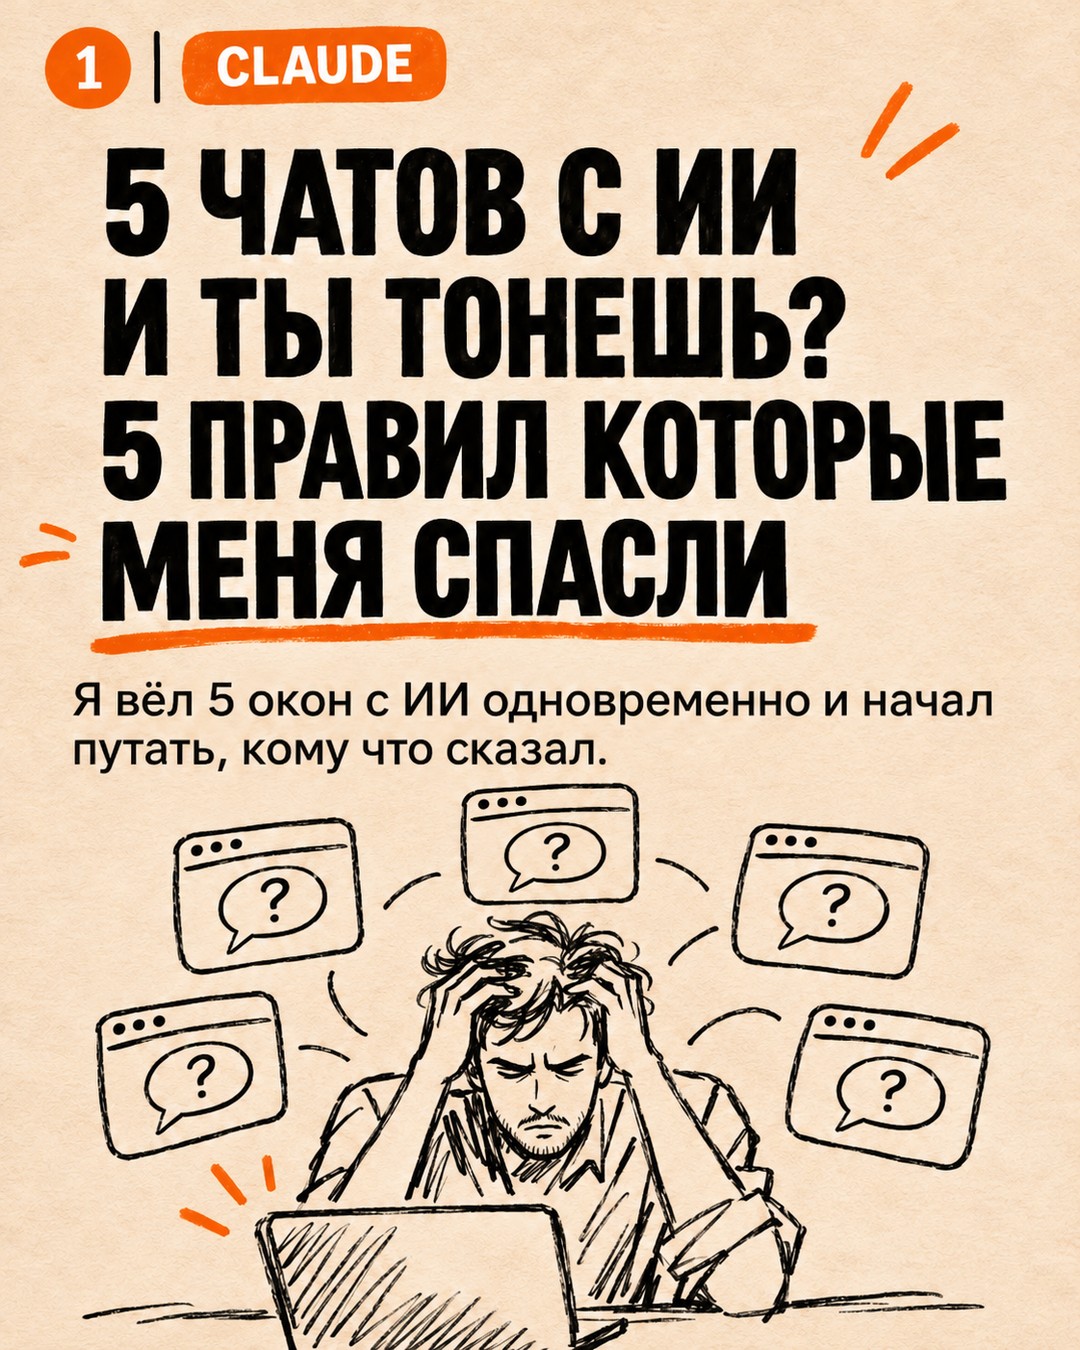 1 | CLAUDE
5 ЧАТОВ С ИИ
И ТЫ ТОНЕШЬ?
5 ПРАВИЛ КОТОРЫЕ
МЕНЯ СПАСЛИ
Я вёл 5 окон с ИИ одновременно и начал
путать, кому что сказал.
?
?
?
?
?